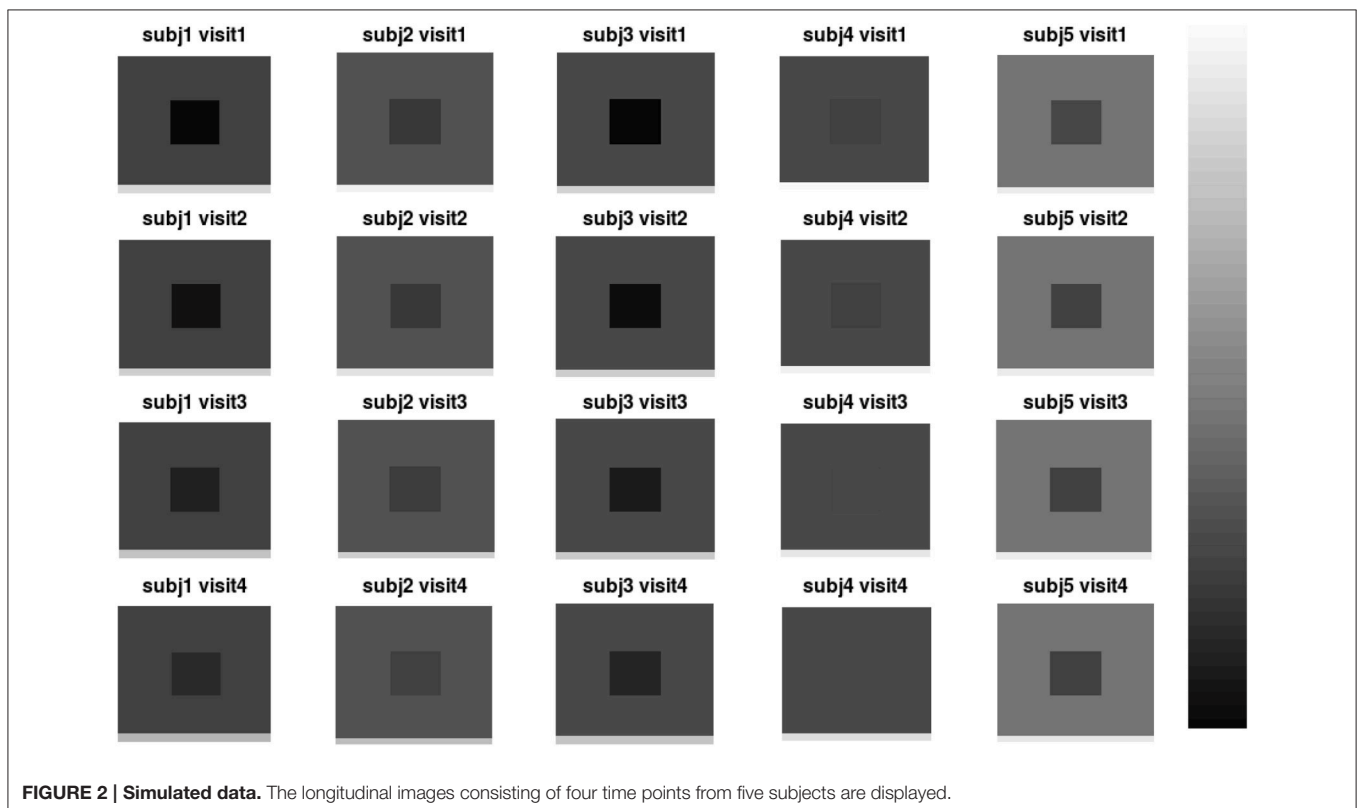 subj1 visit1 subj2 visit1 subj3 visit1 subj4 visit1 subj5 visit1
subj1 visit2 subj2 visit2 subj3 visit2 subj4 visit2 subj5 visit2
subj1 visit3 subj2 visit3 subj3 visit3 subj4 visit3 subj5 visit3
subj1 visit4 subj2 visit4 subj3 visit4 subj4 visit4 subj5 visit4
FIGURE 2 | Simulated data. The longitudinal images consisting of four time points from five subjects are displayed.